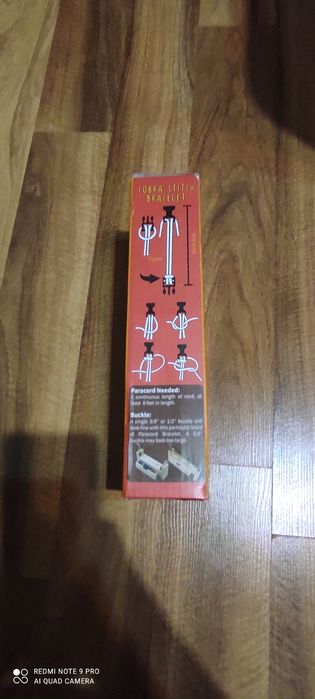 COBRA STITCH
BRACELET
Turn
Paracord Needed:
1 continuous length of cord, at
least 8 feet in length.
Buckle:
A single 3/8" or 1/2" buckle will
look fine with this particular braid
of Paracord Bracelet. A 5/8"
buckle may look too large.
REDMI NOTE 9 PRO
AI QUAD CAMERA